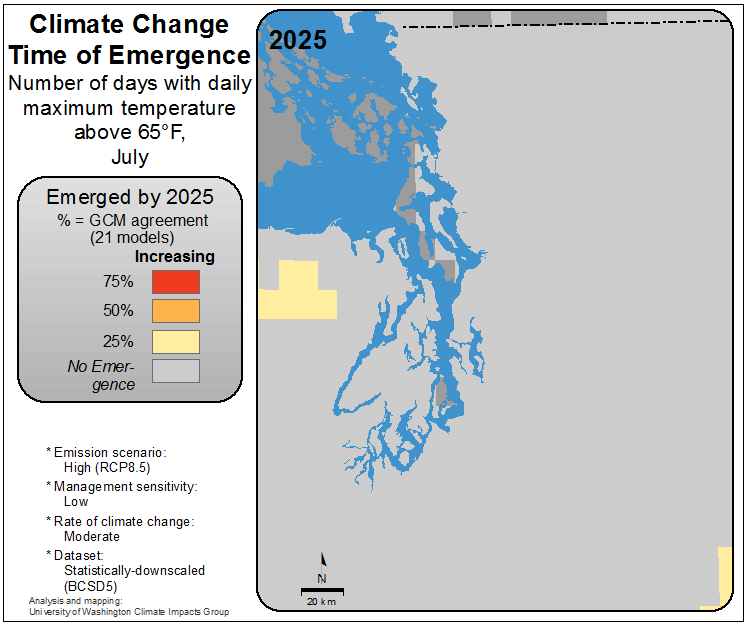 Climate Change
Time of Emergence
Number of days with daily
maximum temperature
above 65°F,
July
Emerged by 2025
% = GCM agreement
(21 models)
Increasing
75%
50%
25%
No Emer-
gence
* Emission scenario:
High (RCP8.5)
* Management sensitivity:
Low
* Rate of climate change:
Moderate
* Dataset:
Statistically-downscaled
(BCSD5)
Analysis and mapping:
University of Washington Climate Impacts Group
2025
N
20 km